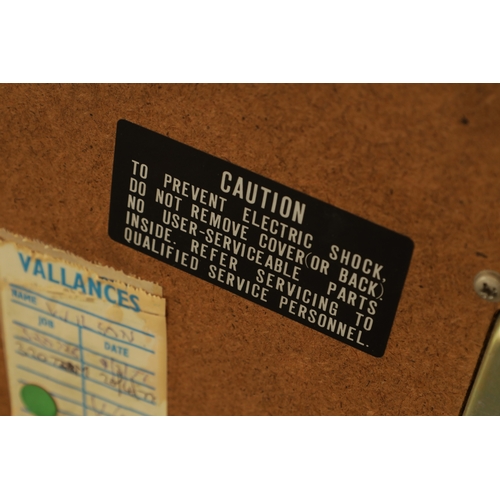 CAUTION
TO PREVENT ELECTRIC SHOCK,
DO NOT REMOVE COVER (OR BACK)
NO USER-SERVICEABLE PARTS
INSIDE. REFER SERVICING TO
QUALIFIED SERVICE PERSONNEL.
VALLANCES
NAME
JOB DATE